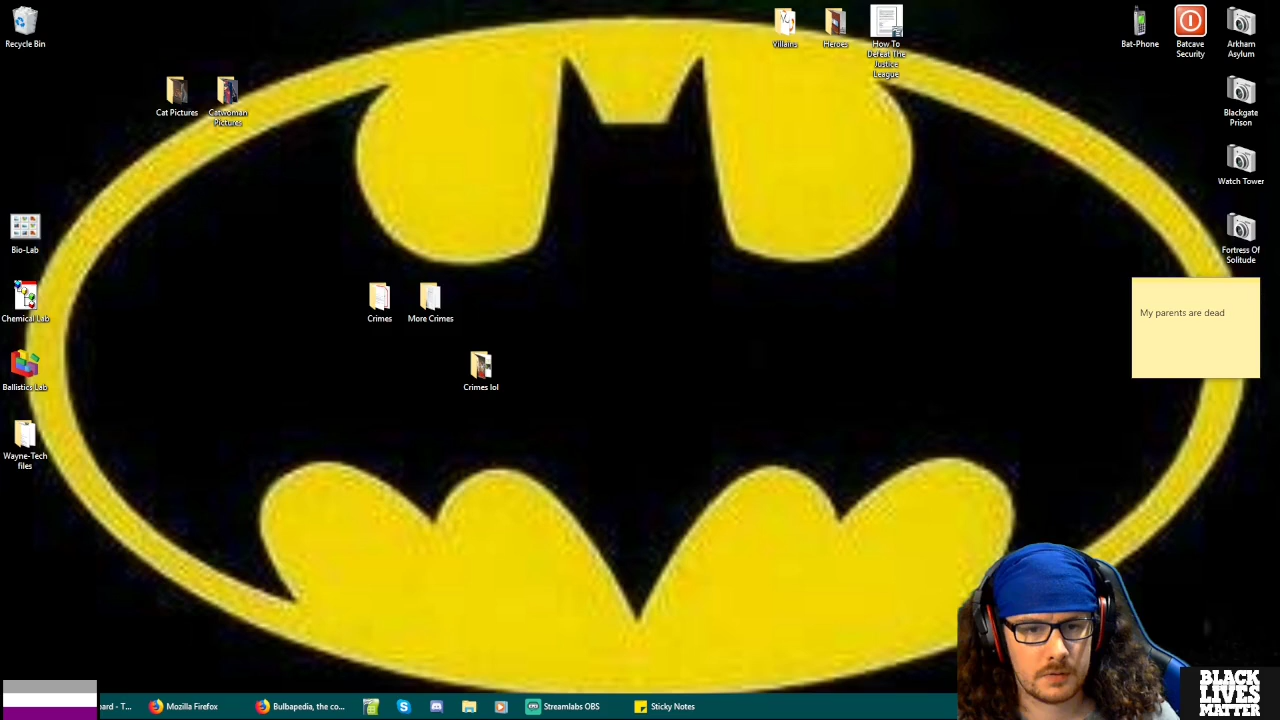 Recycle Bin
Villains
Heroes
How To
Defeat The
Justice
League
Bat-Phone
Batcave
Security
Arkham
Asylum
Cat Pictures
Catwoman
Pictures
Blackgate
Prison
Watch Tower
Bio-Lab
Fortress Of
Solitude
My parents are dead
Chemical Lab
Crimes
More Crimes
Ballistics Lab
Crimes lol
Wayne-Tech
files
ard - T...
Mozilla Firefox
Bulbapedia, the co...
Streamlabs OBS
Sticky Notes
BLACK
LIVES
MATTER